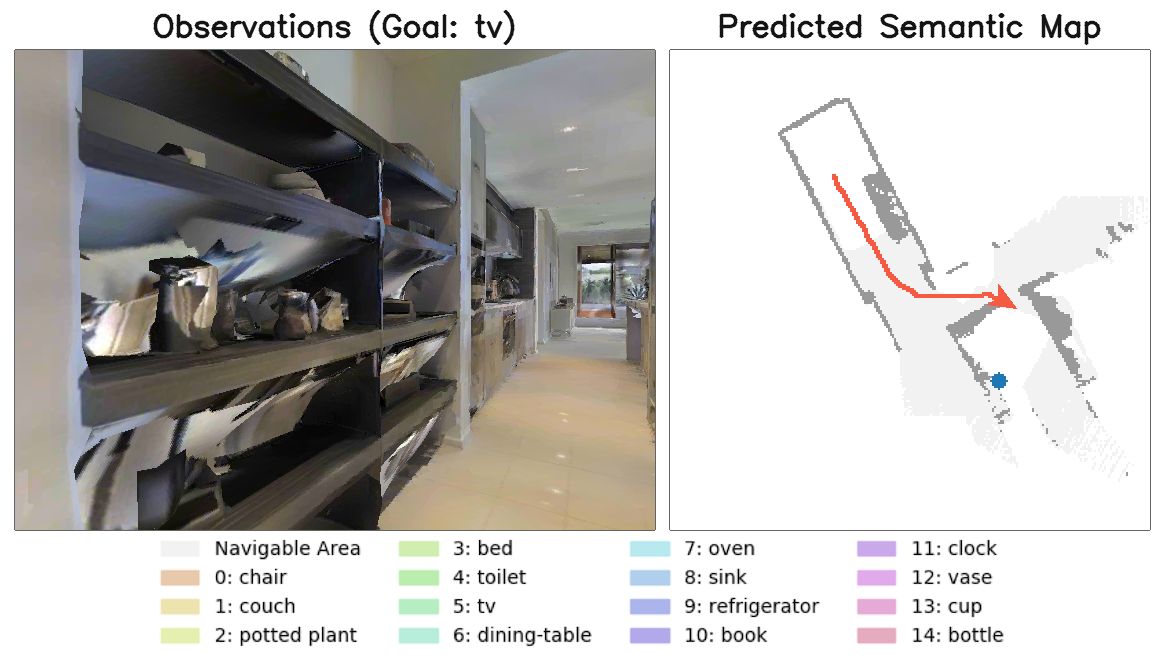 Observations (Goal: tv)
Predicted Semantic Map
Navigable Area
0: chair
1: couch
2: potted plant
3: bed
4: toilet
5: tv
6: dining-table
7: oven
8: sink
9: refrigerator
10: book
11: clock
12: vase
13: cup
14: bottle